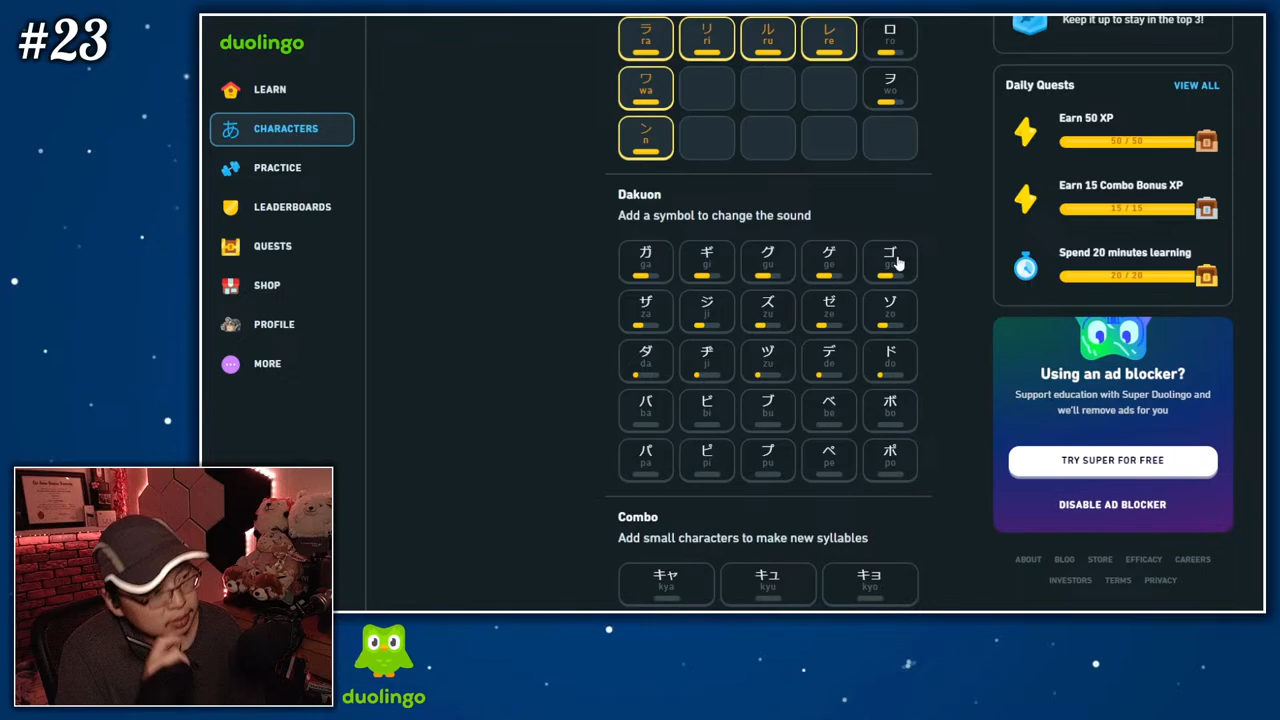 #23
duolingo
LEARN
あ CHARACTERS
PRACTICE
LEADERBOARDS
QUESTS
SHOP
PROFILE
MORE
ラ リ ル レ ロ
ra ri ru re ro
ワ ヲ
wa wo
ン
n
Dakuon
Add a symbol to change the sound
ガ ギ グ ゲ ゴ
ga gi gu ge
ザ ジ ズ ゼ ゾ
za ji zu ze zo
ダ ヂ ヅ デ ド
da ji zu de do
バ ビ ブ ベ ボ
ba bi bu be bo
パ ピ プ ペ ポ
pa pi pu pe po
Combo
Add small characters to make new syllables
キャ キュ キョ
kya kyu kyo
Keep it up to stay in the top 3!
Daily Quests VIEW ALL
Earn 50 XP
50 / 50
Earn 15 Combo Bonus XP
15 / 15
Spend 20 minutes learning
20 / 20
Using an ad blocker?
Support education with Super Duolingo and
we'll remove ads for you
TRY SUPER FOR FREE
DISABLE AD BLOCKER
ABOUT BLOG STORE EFFICACY CAREERS
INVESTORS TERMS PRIVACY
duolingo